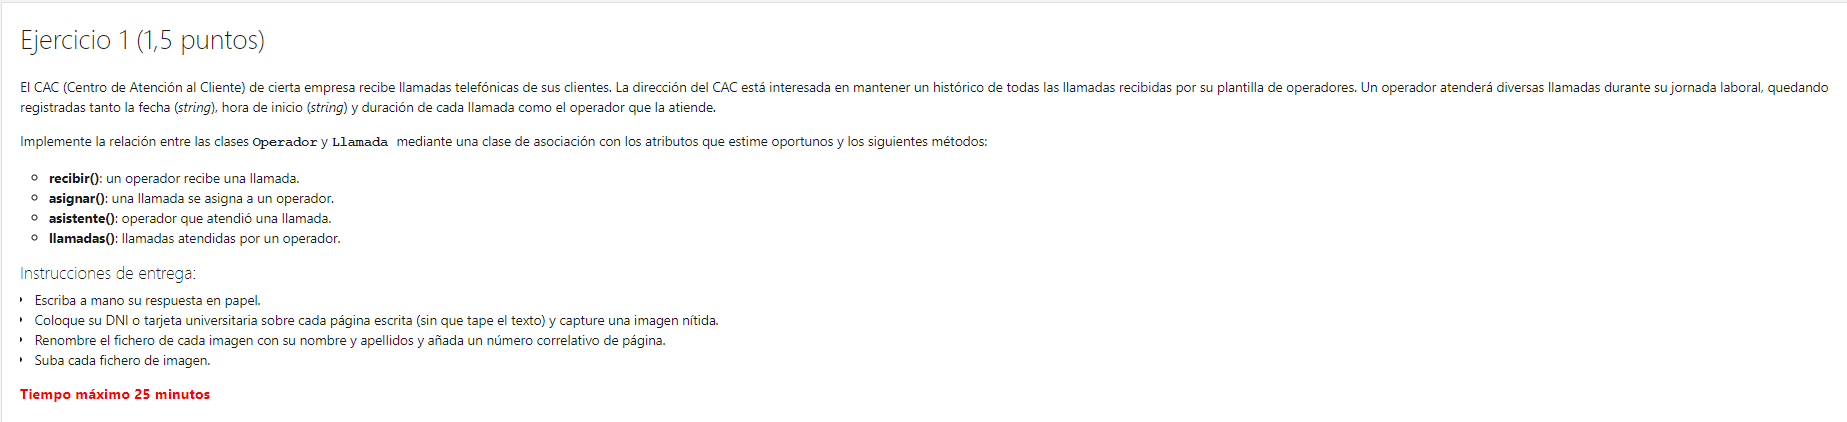 Ejercicio 1 (1,5 puntos)
El CAC (Centro de Atención al Cliente) de cierta empresa recibe llamadas telefónicas de sus clientes. La dirección del CAC está interesada en mantener un histórico de todas las llamadas recibidas por su plantilla de operadores. Un operador atenderá diversas llamadas durante su jornada laboral, quedando
registradas tanto la fecha (string), hora de inicio (string) y duración de cada llamada como el operador que la atiende.
Implemente la relación entre las clases Operador y Llamada mediante una clase de asociación con los atributos que estime oportunos y los siguientes métodos:
recibir(): un operador recibe una llamada.
asignar(): una llamada se asigna a un operador.
asistente(): operador que atendió una llamada.
llamadas(): llamadas atendidas por un operador.
Instrucciones de entrega:
Escriba a mano su respuesta en papel.
Coloque su DNI o tarjeta universitaria sobre cada página escrita (sin que tape el texto) y capture una imagen nítida.
Renombre el fichero de cada imagen con su nombre y apellidos y añada un número correlativo de página.
Suba cada fichero de imagen.
Tiempo máximo 25 minutos